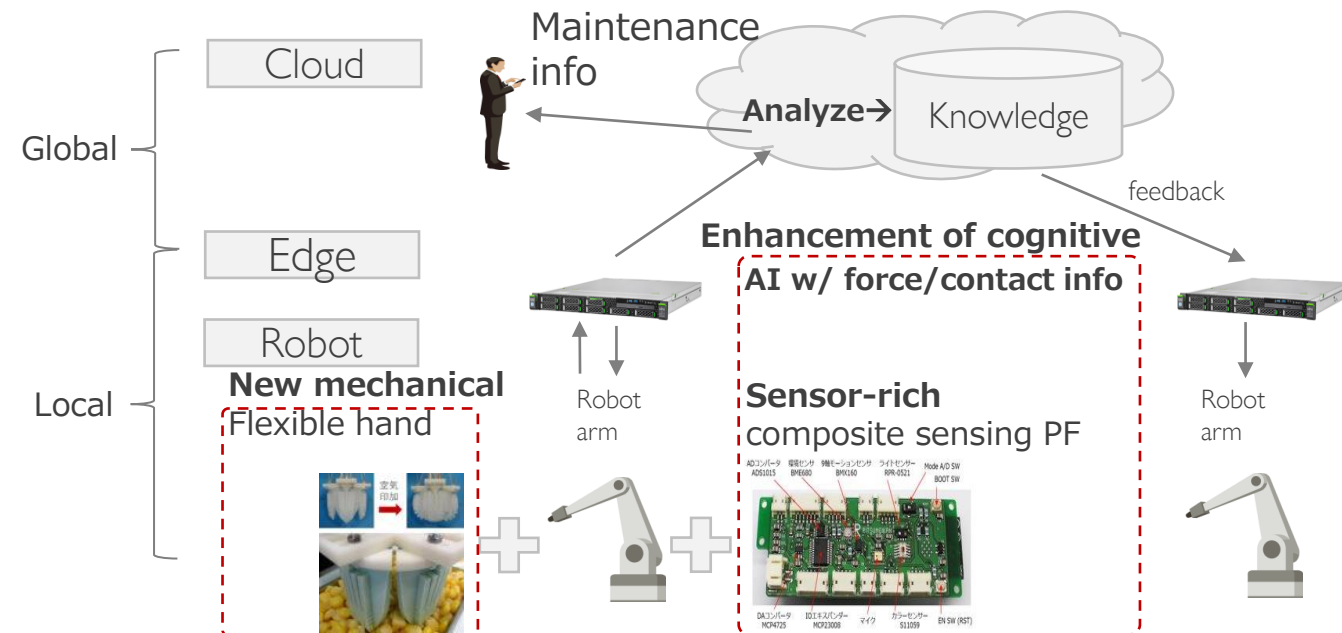 Maintenance
info
Cloud
Analyze→
Knowledge
Global
feedback
Enhancement of cognitive
AI w/ force/contact info
Edge
Robot
New mechanical
Flexible hand
Local
Robot
arm
Sensor-rich
composite sensing PF
Robot
arm
空気
印加
ADコンバータ
ADS1015
環境センサ
BME680
9軸モーションセンサ
BMX160
ライトセンサー
RPR-0521
Mode A/D SW
BOOT SW
DAコンバータ
MCP4725
IOエキスパンダー
MCP23008
マイク
カラーセンサー
S11059
EN SW (RST)